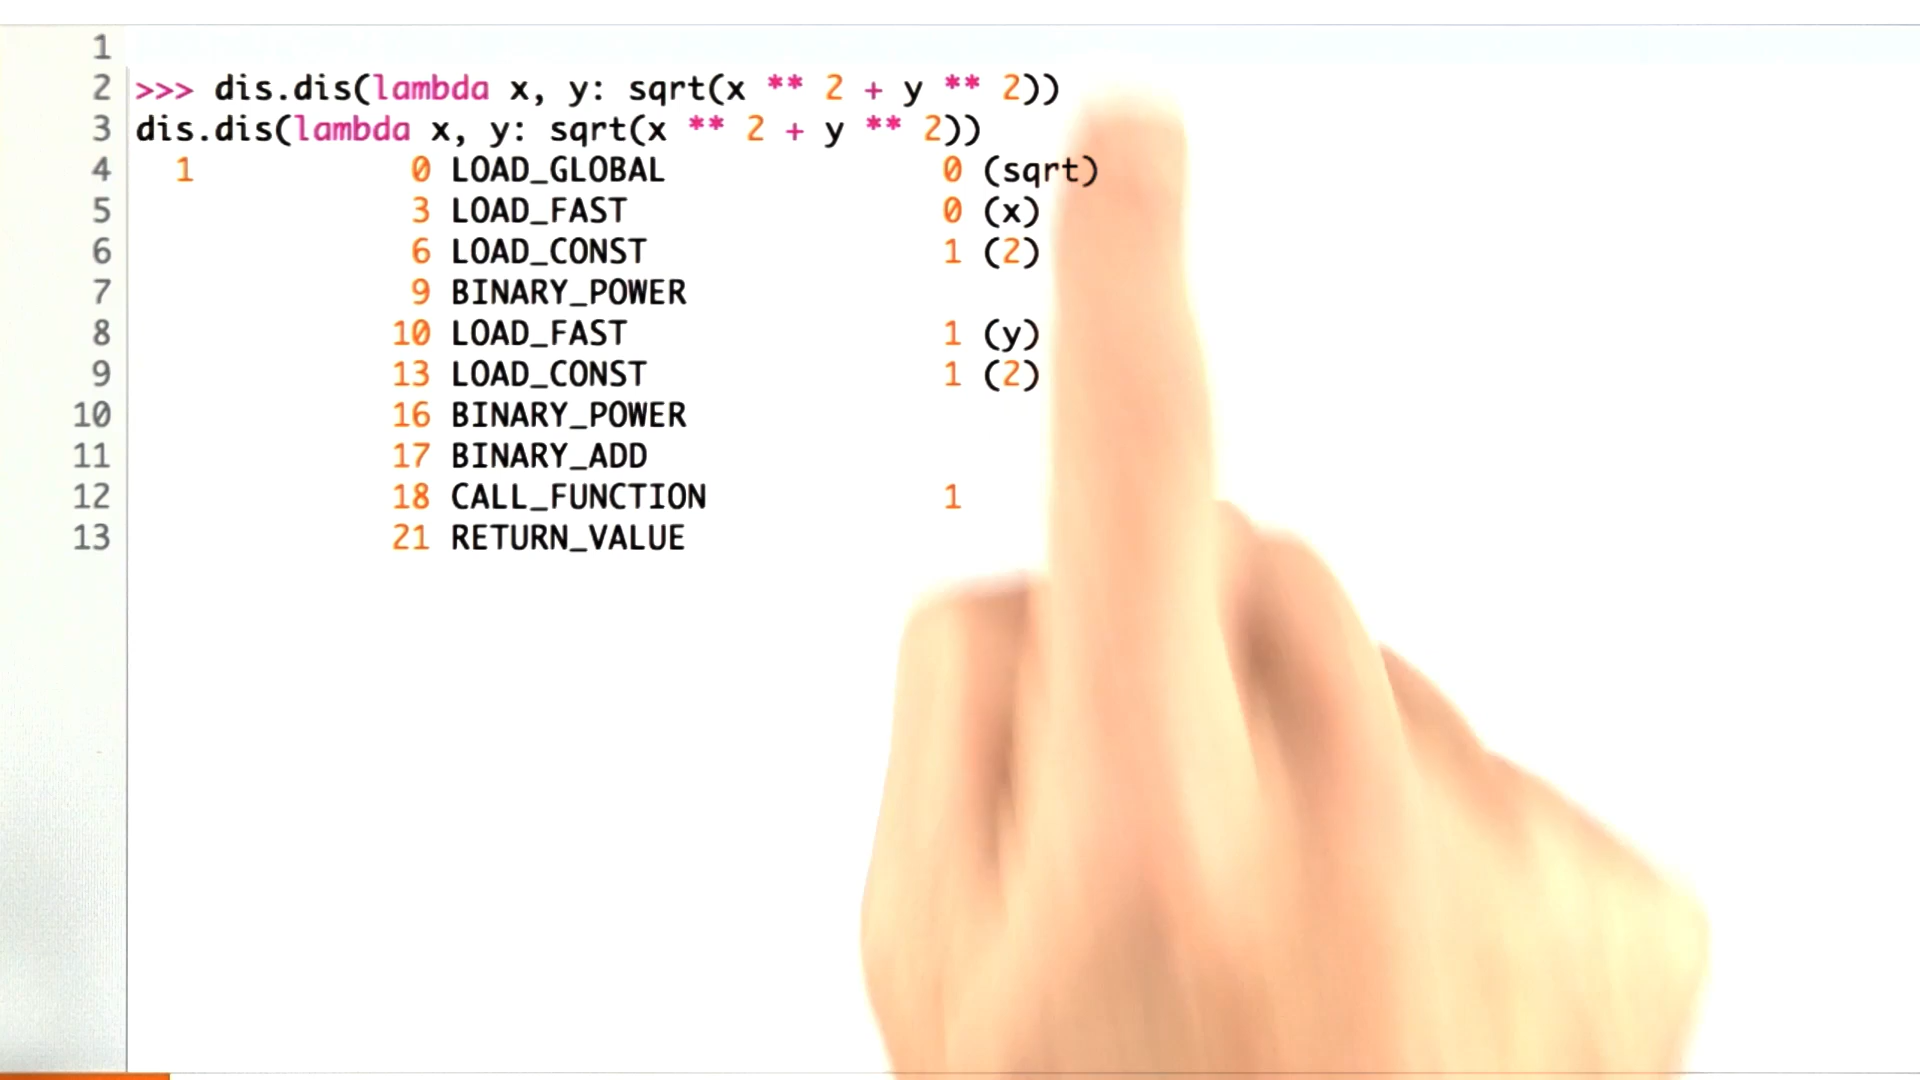 1
2 >>> dis.dis(lambda x, y: sqrt(x ** 2 + y ** 2))
3 dis.dis(lambda x, y: sqrt(x ** 2 + y ** 2))
4 1 0 LOAD_GLOBAL 0 (sqrt)
5 3 LOAD_FAST 0 (x)
6 6 LOAD_CONST 1 (2)
7 9 BINARY_POWER
8 10 LOAD_FAST 1 (y)
9 13 LOAD_CONST 1 (2)
10 16 BINARY_POWER
11 17 BINARY_ADD
12 18 CALL_FUNCTION 1
13 21 RETURN_VALUE